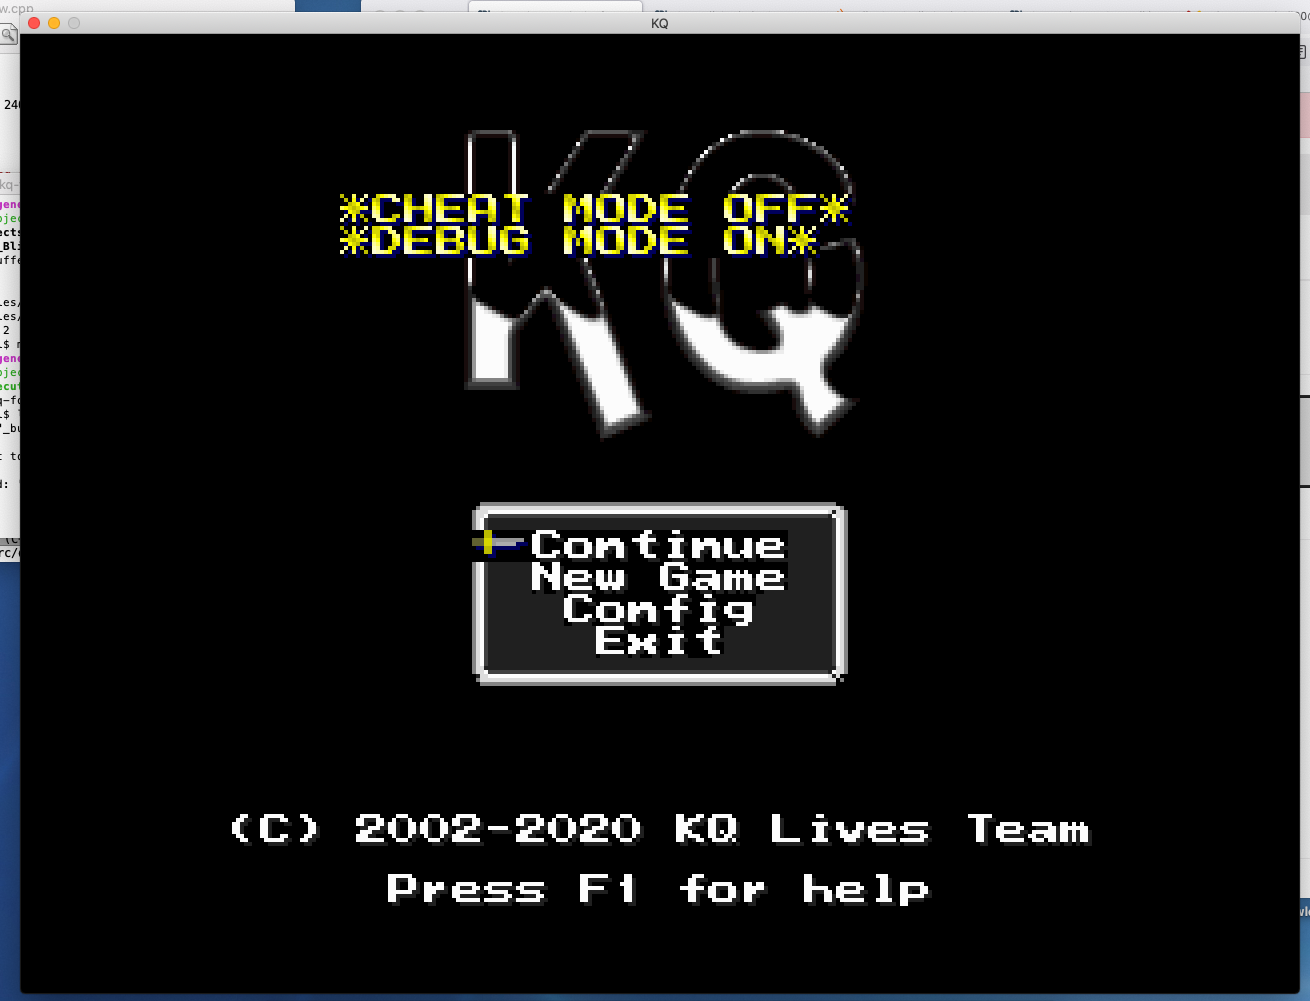 w.cpp
KQ
KQ
*CHEAT MODE OFF*
*DEBUG MODE ON*
Continue
New Game
Config
Exit
(C) 2002-2020 KQ Lives Team
Press F1 for help